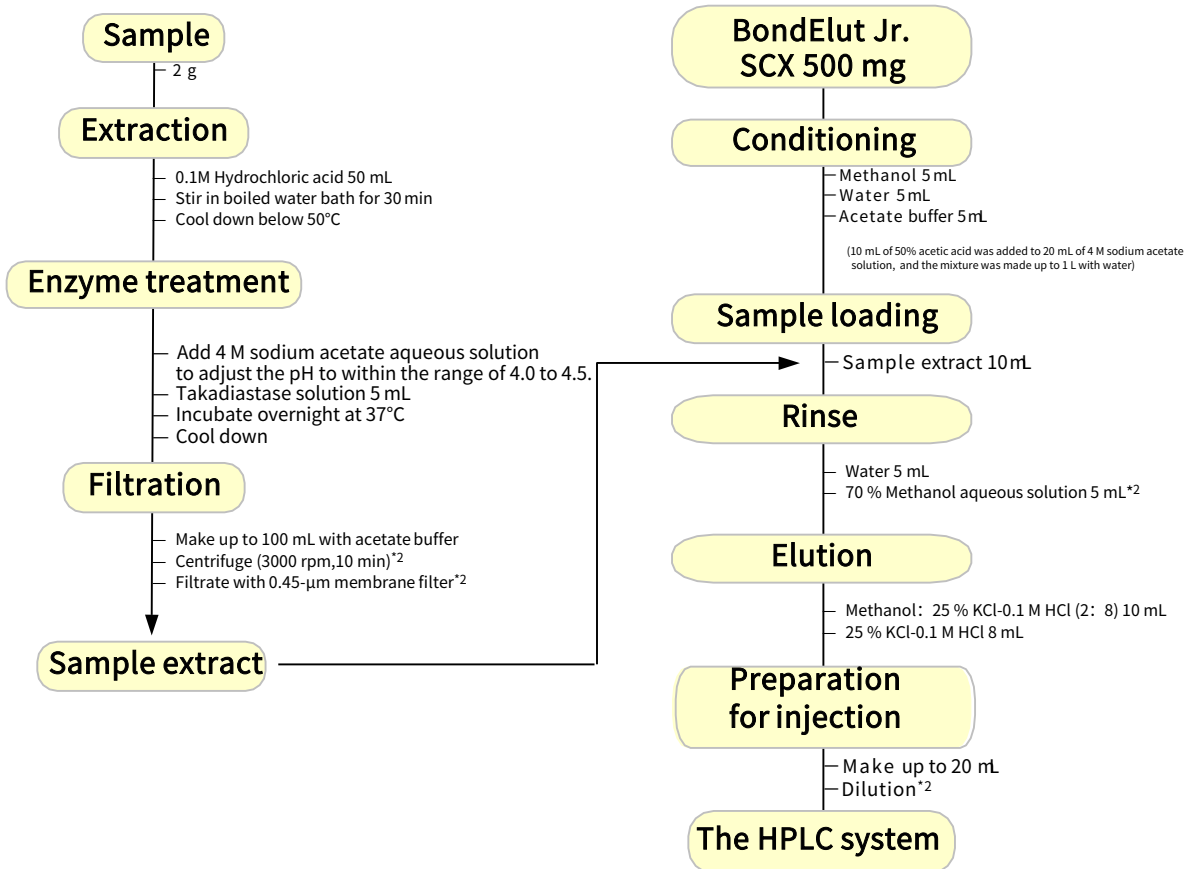 Sample
2 g
Extraction
0.1M Hydrochloric acid 50 mL
Stir in boiled water bath for 30 min
Cool down below 50°C
Enzyme treatment
Add 4 M sodium acetate aqueous solution
to adjust the pH to within the range of 4.0 to 4.5.
Takadiastase solution 5 mL
Incubate overnight at 37°C
Cool down
Filtration
Make up to 100 mL with acetate buffer
Centrifuge (3000 rpm,10 min)*2
Filtrate with 0.45-μm membrane filter*2
Sample extract
BondElut Jr.
SCX 500 mg
Conditioning
Methanol 5 mL
Water 5 mL
Acetate buffer 5 mL
(10 mL of 50% acetic acid was added to 20 mL of 4 M sodium acetate
solution, and the mixture was made up to 1 L with water)
Sample loading
Sample extract 10 mL
Rinse
Water 5 mL
70 % Methanol aqueous solution 5 mL*2
Elution
Methanol：25 % KCl-0.1 M HCl (2：8) 10 mL
25 % KCl-0.1 M HCl 8 mL
Preparation
for injection
Make up to 20 mL
Dilution*2
The HPLC system